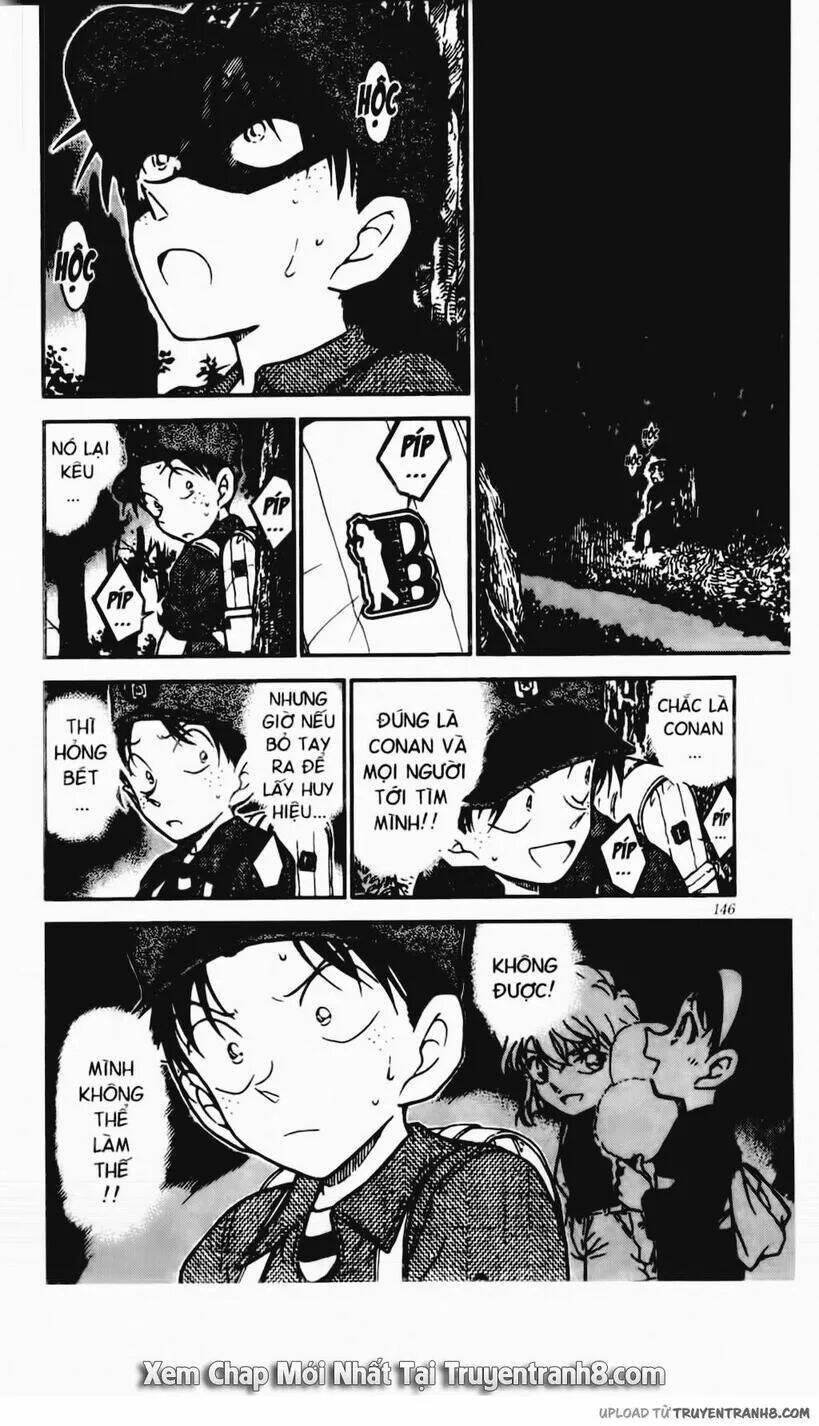 HỘC
HỘC
HỘC
HỘC
PÍP
...
B
NÓ LẠI
KÊU
...
PÍP
...
PÍP
...
CHẮC LÀ
CONAN
...
PÍP
...
PÍP
...
ĐÚNG LÀ
CONAN VÀ
MỌI NGƯỜI
TỚI TÌM
MÌNH!!
NHƯNG
GIỜ NẾU
BỎ TAY
RA ĐỂ
LẤY HUY
HIỆU...
THÌ
HỎNG
BÉT
...
146
KHÔNG
ĐƯỢC!
MÌNH
KHÔNG
THỂ
LÀM
THẾ
!!
Xem Chap Mới Nhất Tại Truyentranh8.com
UPLOAD TỪ TRUYENTRANH8.COM